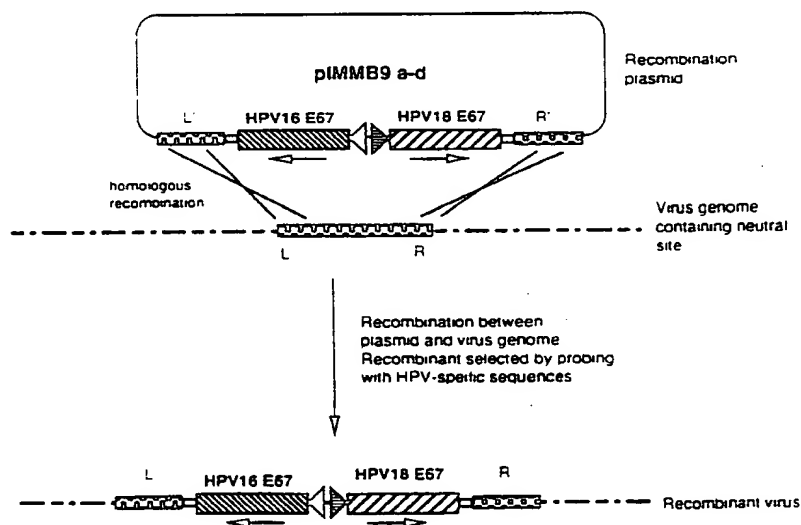 pIMMB9 a-d
Recombination
plasmid
L'
HPV16 E67
HPV18 E67
R'
homologous
recombination
Virus genome
containing neutral
site
L
R
Recombination between
plasmid and virus genome
Recombinant selected by probing
with HPV-speific sequences
L
HPV16 E67
HPV18 E67
R
Recombinant virus